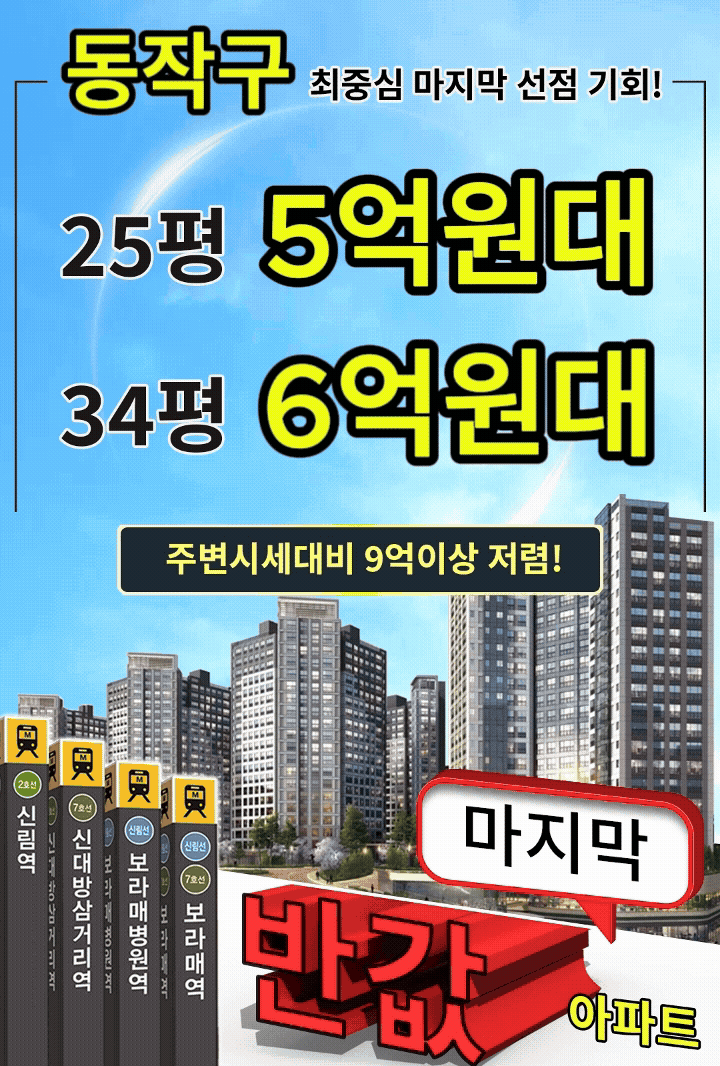 동작구 최중심 마지막 선점 기회!
25평 5억원대
34평 6억원대
주변시세대비 9억이상 저렴!
M
2호선
신림역
M
7호선
신대방삼거리역
M
신림선
보라매병원역
M
신림선
7호선
보라매역
마지막
반값
아파트